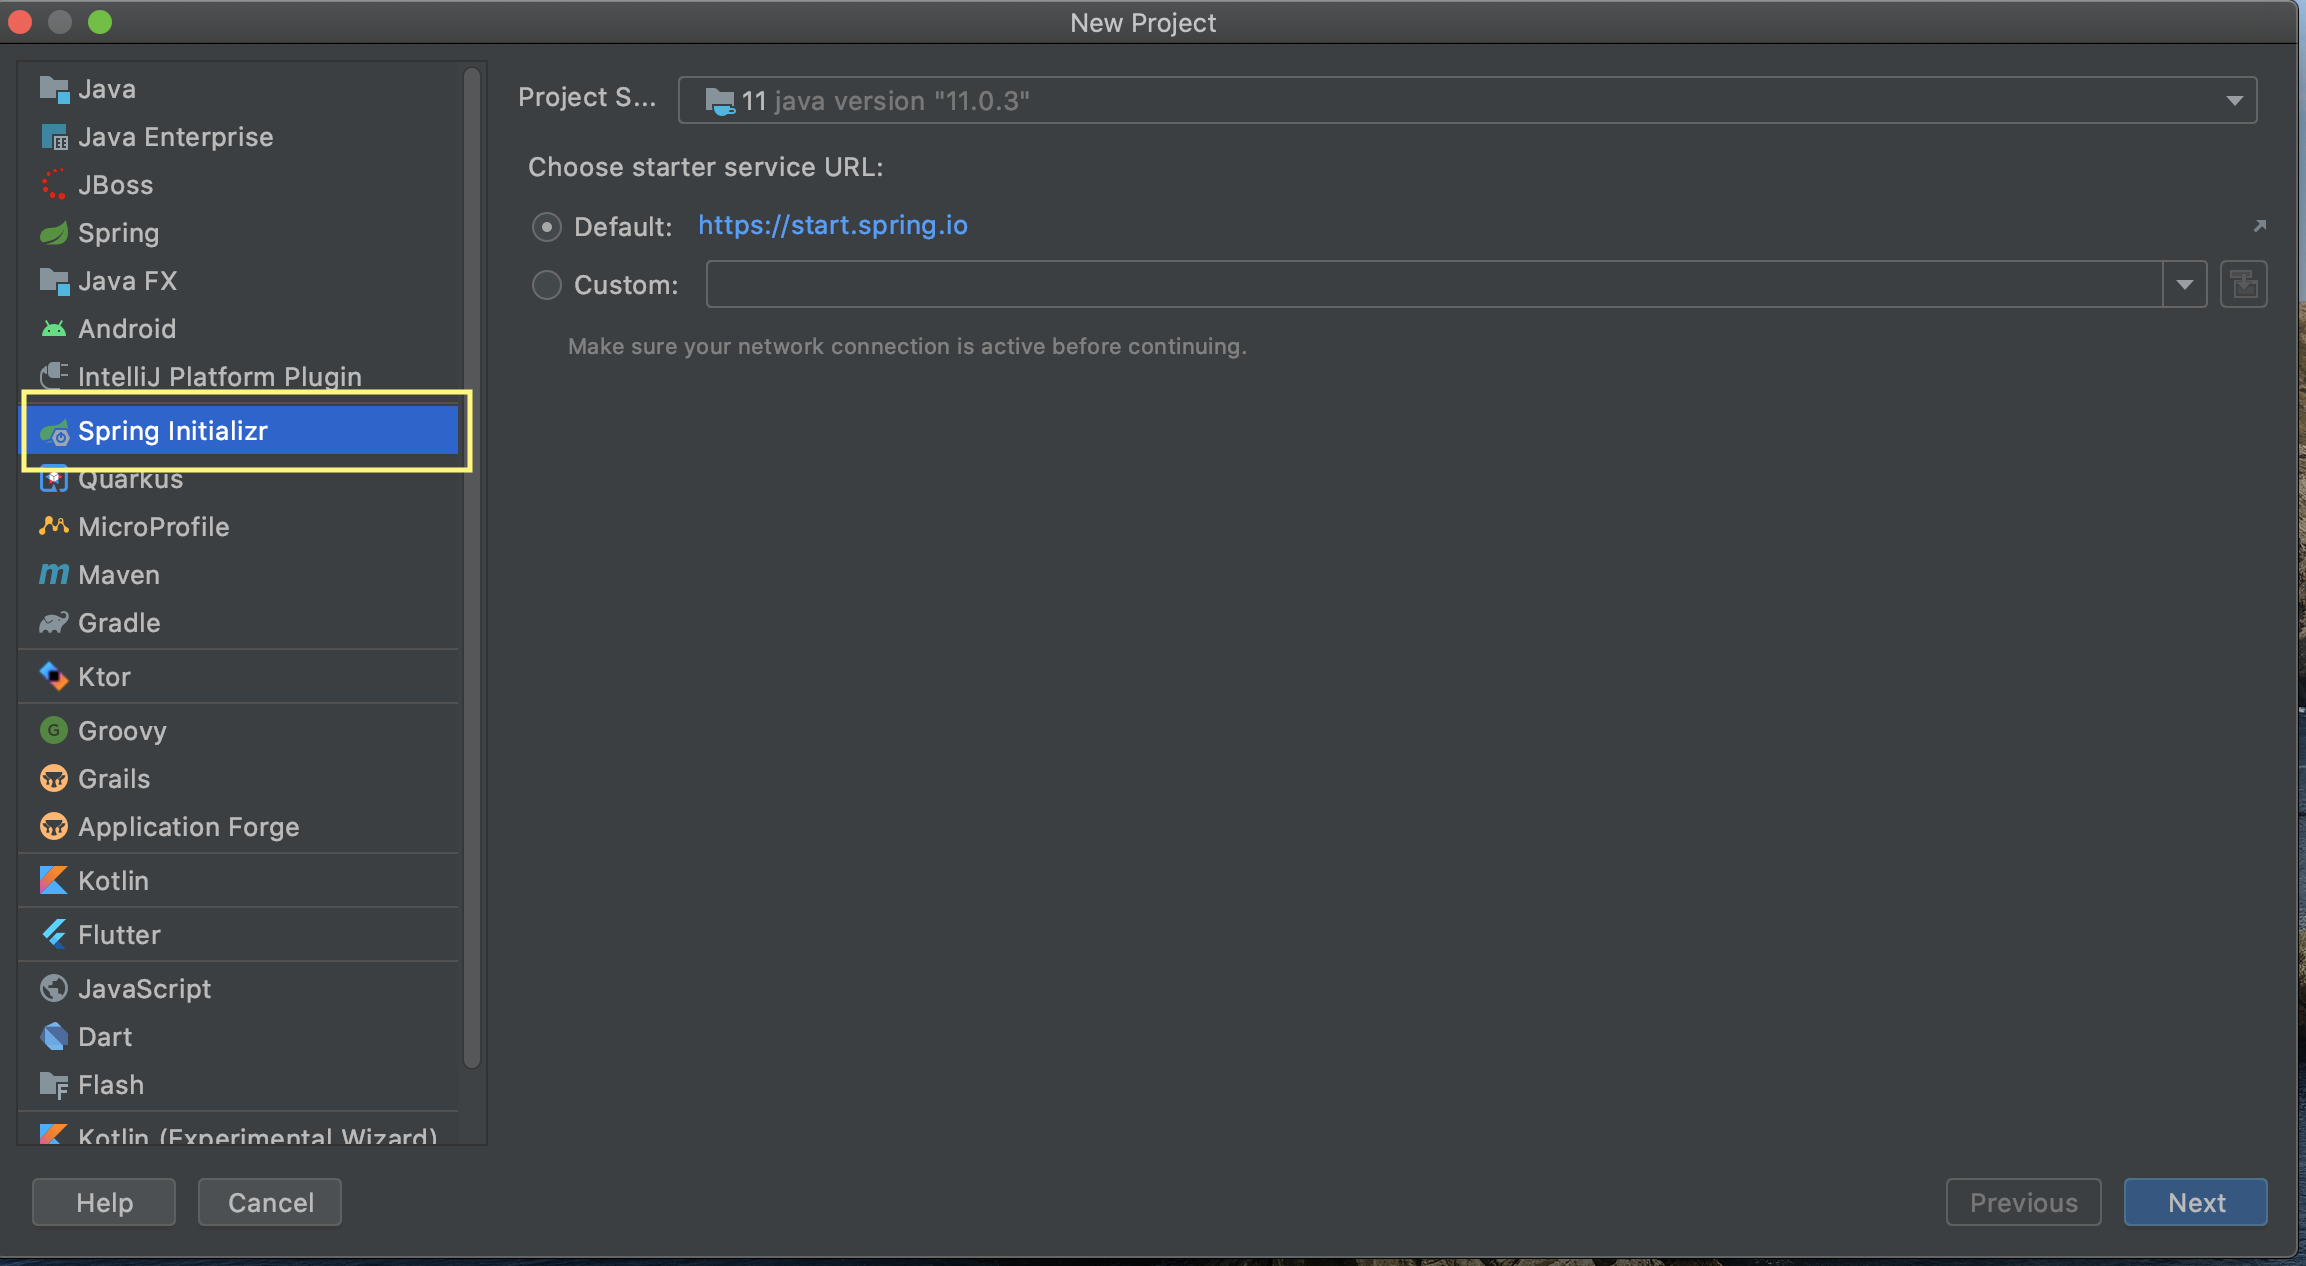 New Project
Java
Java Enterprise
JBoss
Spring
Java FX
Android
IntelliJ Platform Plugin
Spring Initializr
Quarkus
MicroProfile
Maven
Gradle
Ktor
Groovy
Grails
Application Forge
Kotlin
Flutter
JavaScript
Dart
Flash
Kotlin (Experimental Wizard)
Project S... 11 java version "11.0.3"
Choose starter service URL:
Default: https://start.spring.io
Custom:
Make sure your network connection is active before continuing.
Help Cancel Previous Next